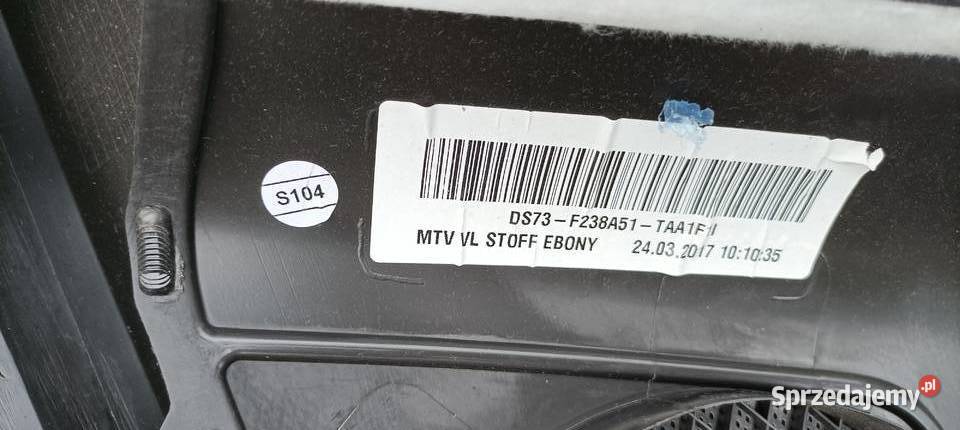 S104
DS73-F238A51-TAA1F
MTV VL STOFF EBONY 24.03.2017 10:10:35
Sprzedajemy.pl